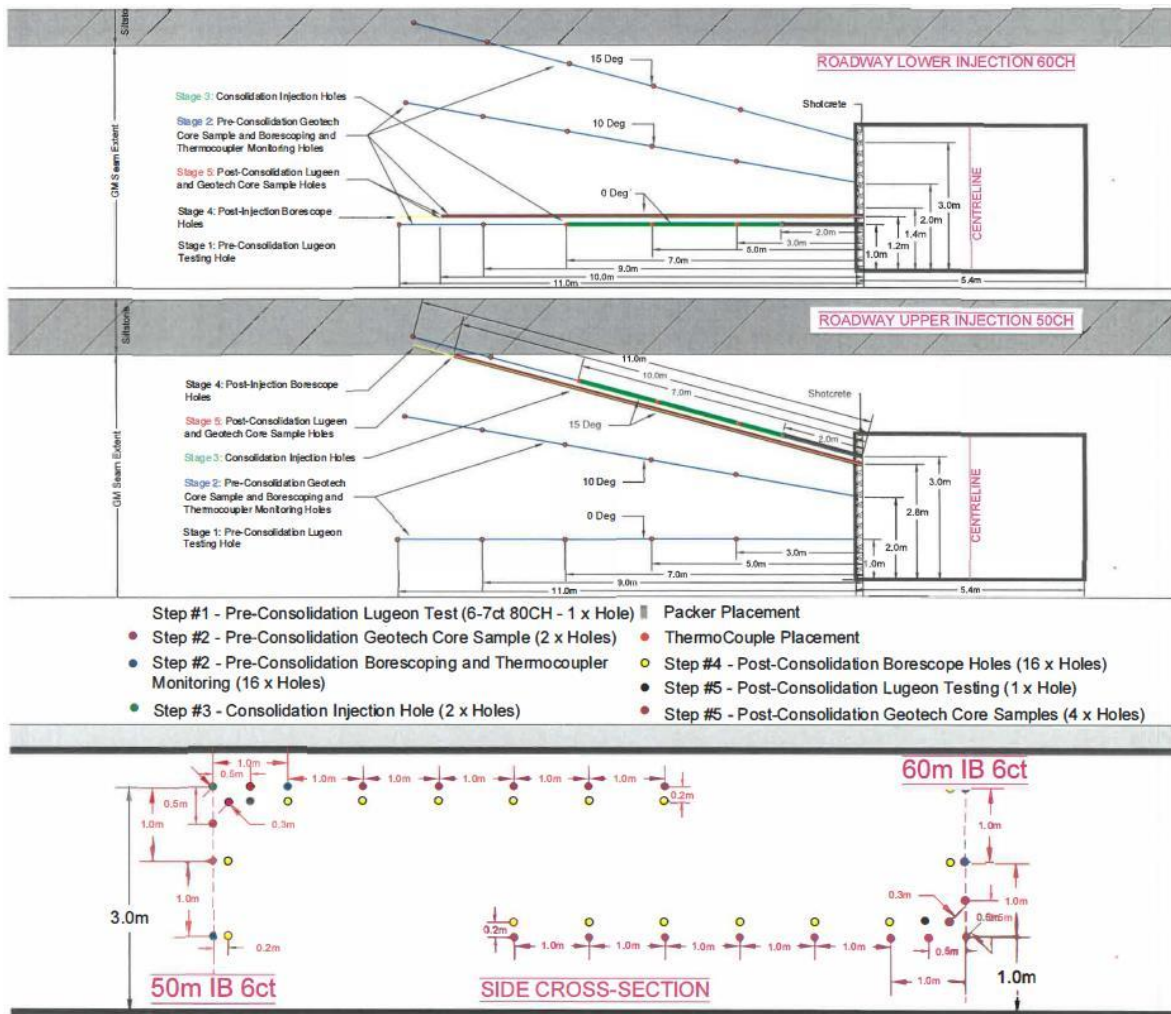 Siltstone
GM Seam Extent
ROADWAY LOWER INJECTION 60CH
Shotcrete
15 Deg
10 Deg
0 Deg
Stage 3: Consolidation Injection Holes
Stage 2: Pre-Consolidation Geotech
Core Sample and Borescoping and
Thermocoupler Monitoring Holes
Stage 5: Post-Consolidation Lugeen
and Geotech Core Sample Holes
Stage 4: Post-Injection Borescope
Holes
Stage 1: Pre-Consolidation Lugeon
Testing Hole
2.0m
3.0m
5.0m
7.0m
9.0m
10.0m
11.0m
3.0m
2.0m
1.4m
1.2m
1.0m
CENTRELINE
5.4m
Siltstone
GM Seam Extent
ROADWAY UPPER INJECTION 50CH
Shotcrete
11.0m
10.0m
7.0m
2.0m
15 Deg
10 Deg
0 Deg
Stage 4: Post-Injection Borescope
Holes
Stage 5: Post-Consolidation Lugeen
and Geotech Core Sample Holes
Stage 3: Consolidation Injection Holes
Stage 2: Pre-Consolidation Geotech
Core Sample and Borescoping and
Thermocoupler Monitoring Holes
Stage 1: Pre-Consolidation Lugeon
Testing Hole
3.0m
5.0m
7.0m
9.0m
11.0m
3.0m
2.8m
2.0m
1.0m
CENTRELINE
5.4m
Step #1 - Pre-Consolidation Lugeon Test (6-7ct 80CH - 1 x Hole)
Step #2 - Pre-Consolidation Geotech Core Sample (2 x Holes)
Step #2 - Pre-Consolidation Borescoping and Thermocoupler
Monitoring (16 x Holes)
Step #3 - Consolidation Injection Hole (2 x Holes)
Packer Placement
ThermoCouple Placement
Step #4 - Post-Consolidation Borescope Holes (16 x Holes)
Step #5 - Post-Consolidation Lugeon Testing (1 x Hole)
Step #5 - Post-Consolidation Geotech Core Samples (4 x Holes)
1.0m
0.5m
1.0m
1.0m
1.0m
1.0m
1.0m
0.2m
0.5m
1.0m
0.3m
1.0m
3.0m
0.2m
50m IB 6ct
SIDE CROSS-SECTION
60m IB 6ct
1.0m
0.3m
1.0m
0.2m
1.0m
1.0m
1.0m
1.0m
1.0m
0.5m
1.0m
1.0m